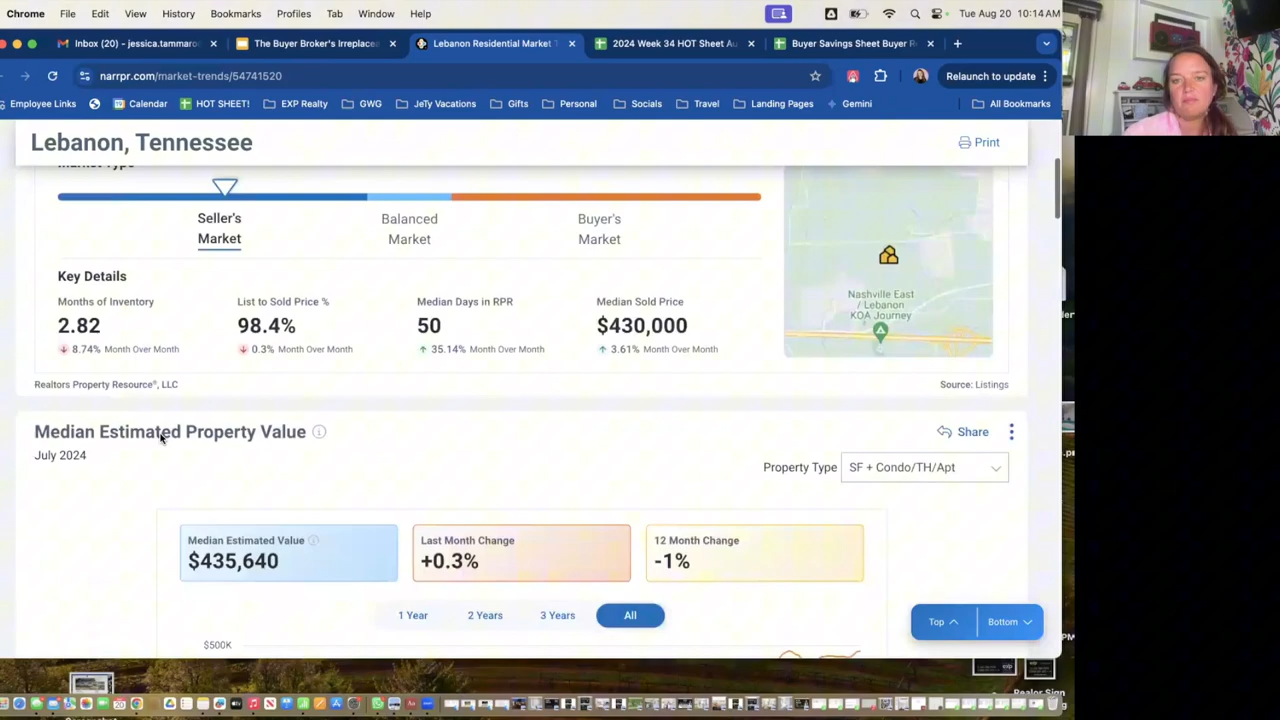 Chrome File Edit View History Bookmarks Profiles Tab Window Help Tue Aug 20 10:14 AM
Inbox (20) - jessica.tammaro The Buyer Broker's Irreplacea Lebanon Residential Market T 2024 Week 34 HOT Sheet Au Buyer Savings Sheet Buyer R
narrpr.com/market-trends/54741520 Relaunch to update
Employee Links Calendar HOT SHEET! EXP Realty GWG JeTy Vacations Gifts Personal Socials Travel Landing Pages Gemini All Bookmarks
Lebanon, Tennessee
Print
Market Type
Seller's
Market
Balanced
Market
Buyer's
Market
Key Details
Months of Inventory
2.82
8.74% Month Over Month
List to Sold Price %
98.4%
0.3% Month Over Month
Median Days in RPR
50
35.14% Month Over Month
Median Sold Price
$430,000
3.61% Month Over Month
Nashville East
/ Lebanon
KOA Journey
Realtors Property Resource®, LLC
Source: Listings
Median Estimated Property Value
Share
July 2024
Property Type SF + Condo/TH/Apt
Median Estimated Value
$435,640
Last Month Change
+0.3%
12 Month Change
-1%
1 Year 2 Years 3 Years All
Top Bottom
$500K